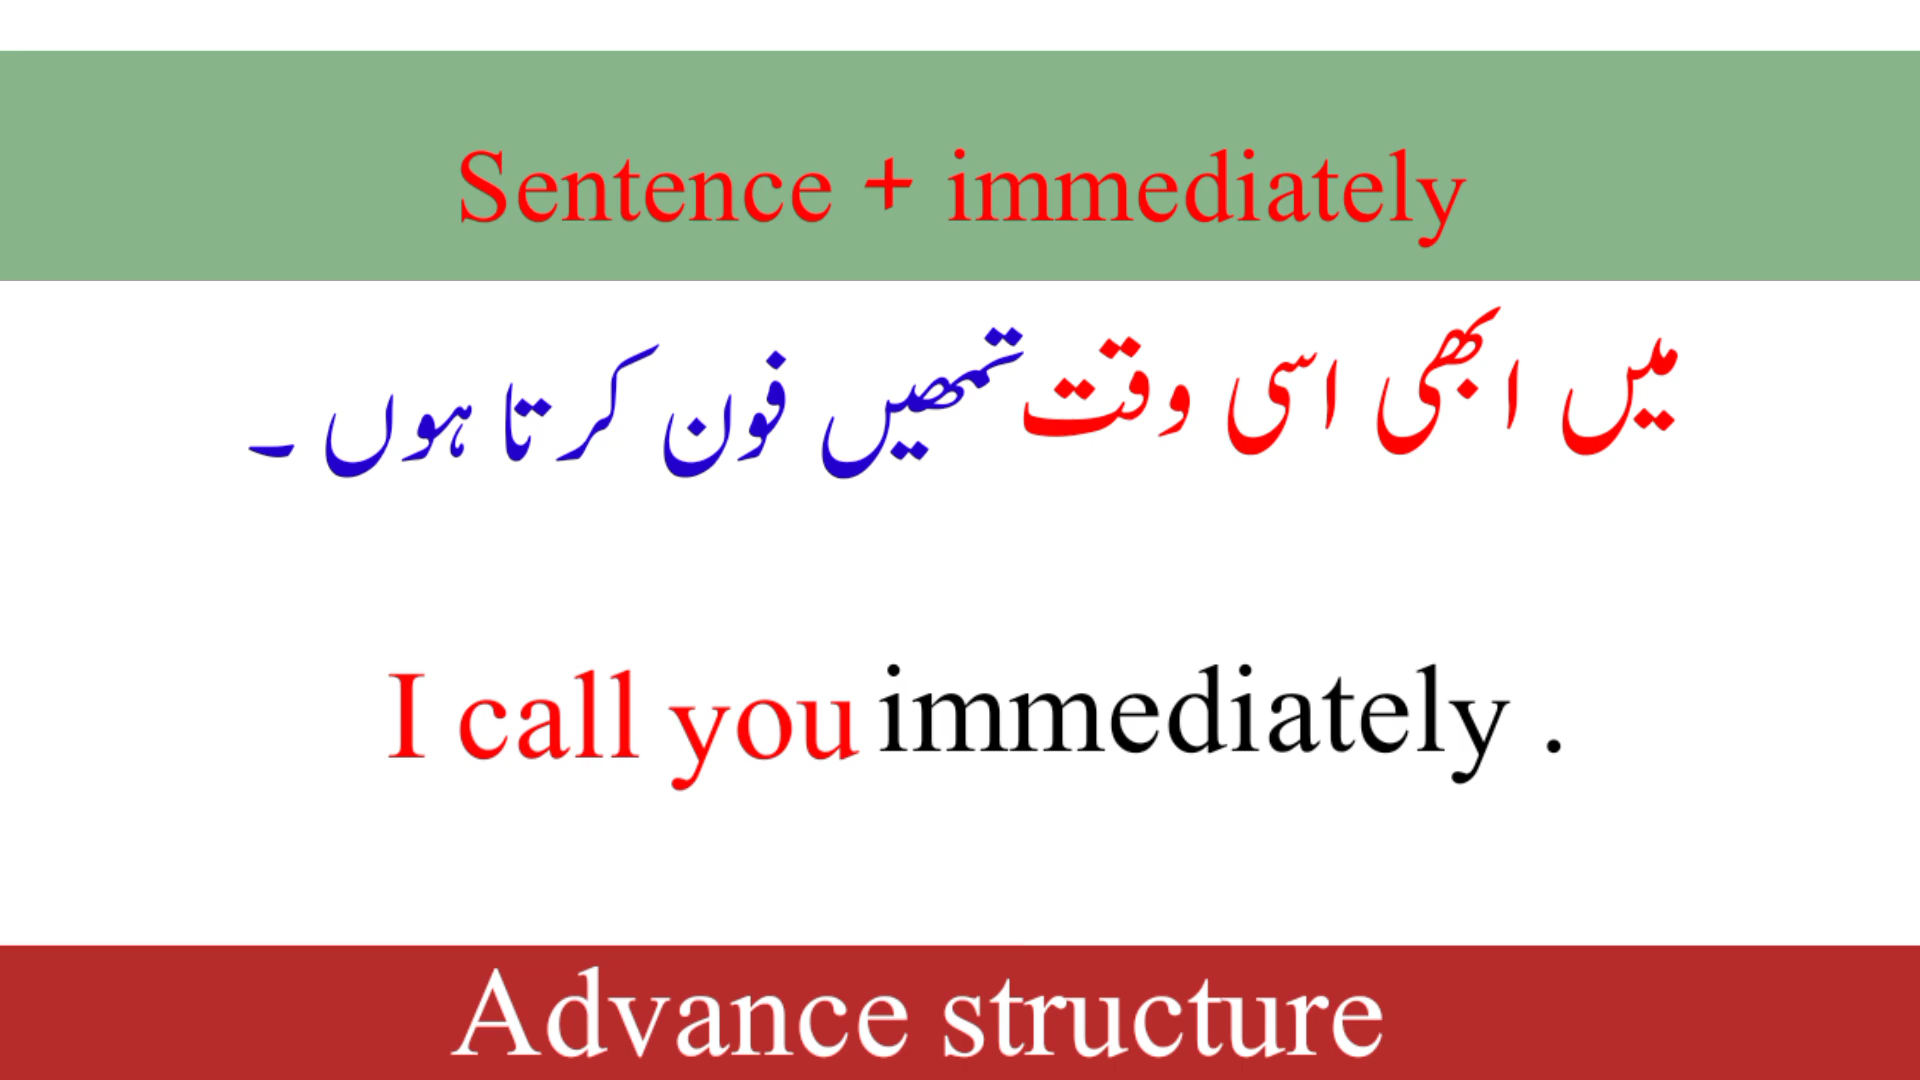 Sentence + immediately
میں ابھی اسی وقت تمھیں فون کرتا ہوں ۔
I call you immediately .
Advance structure